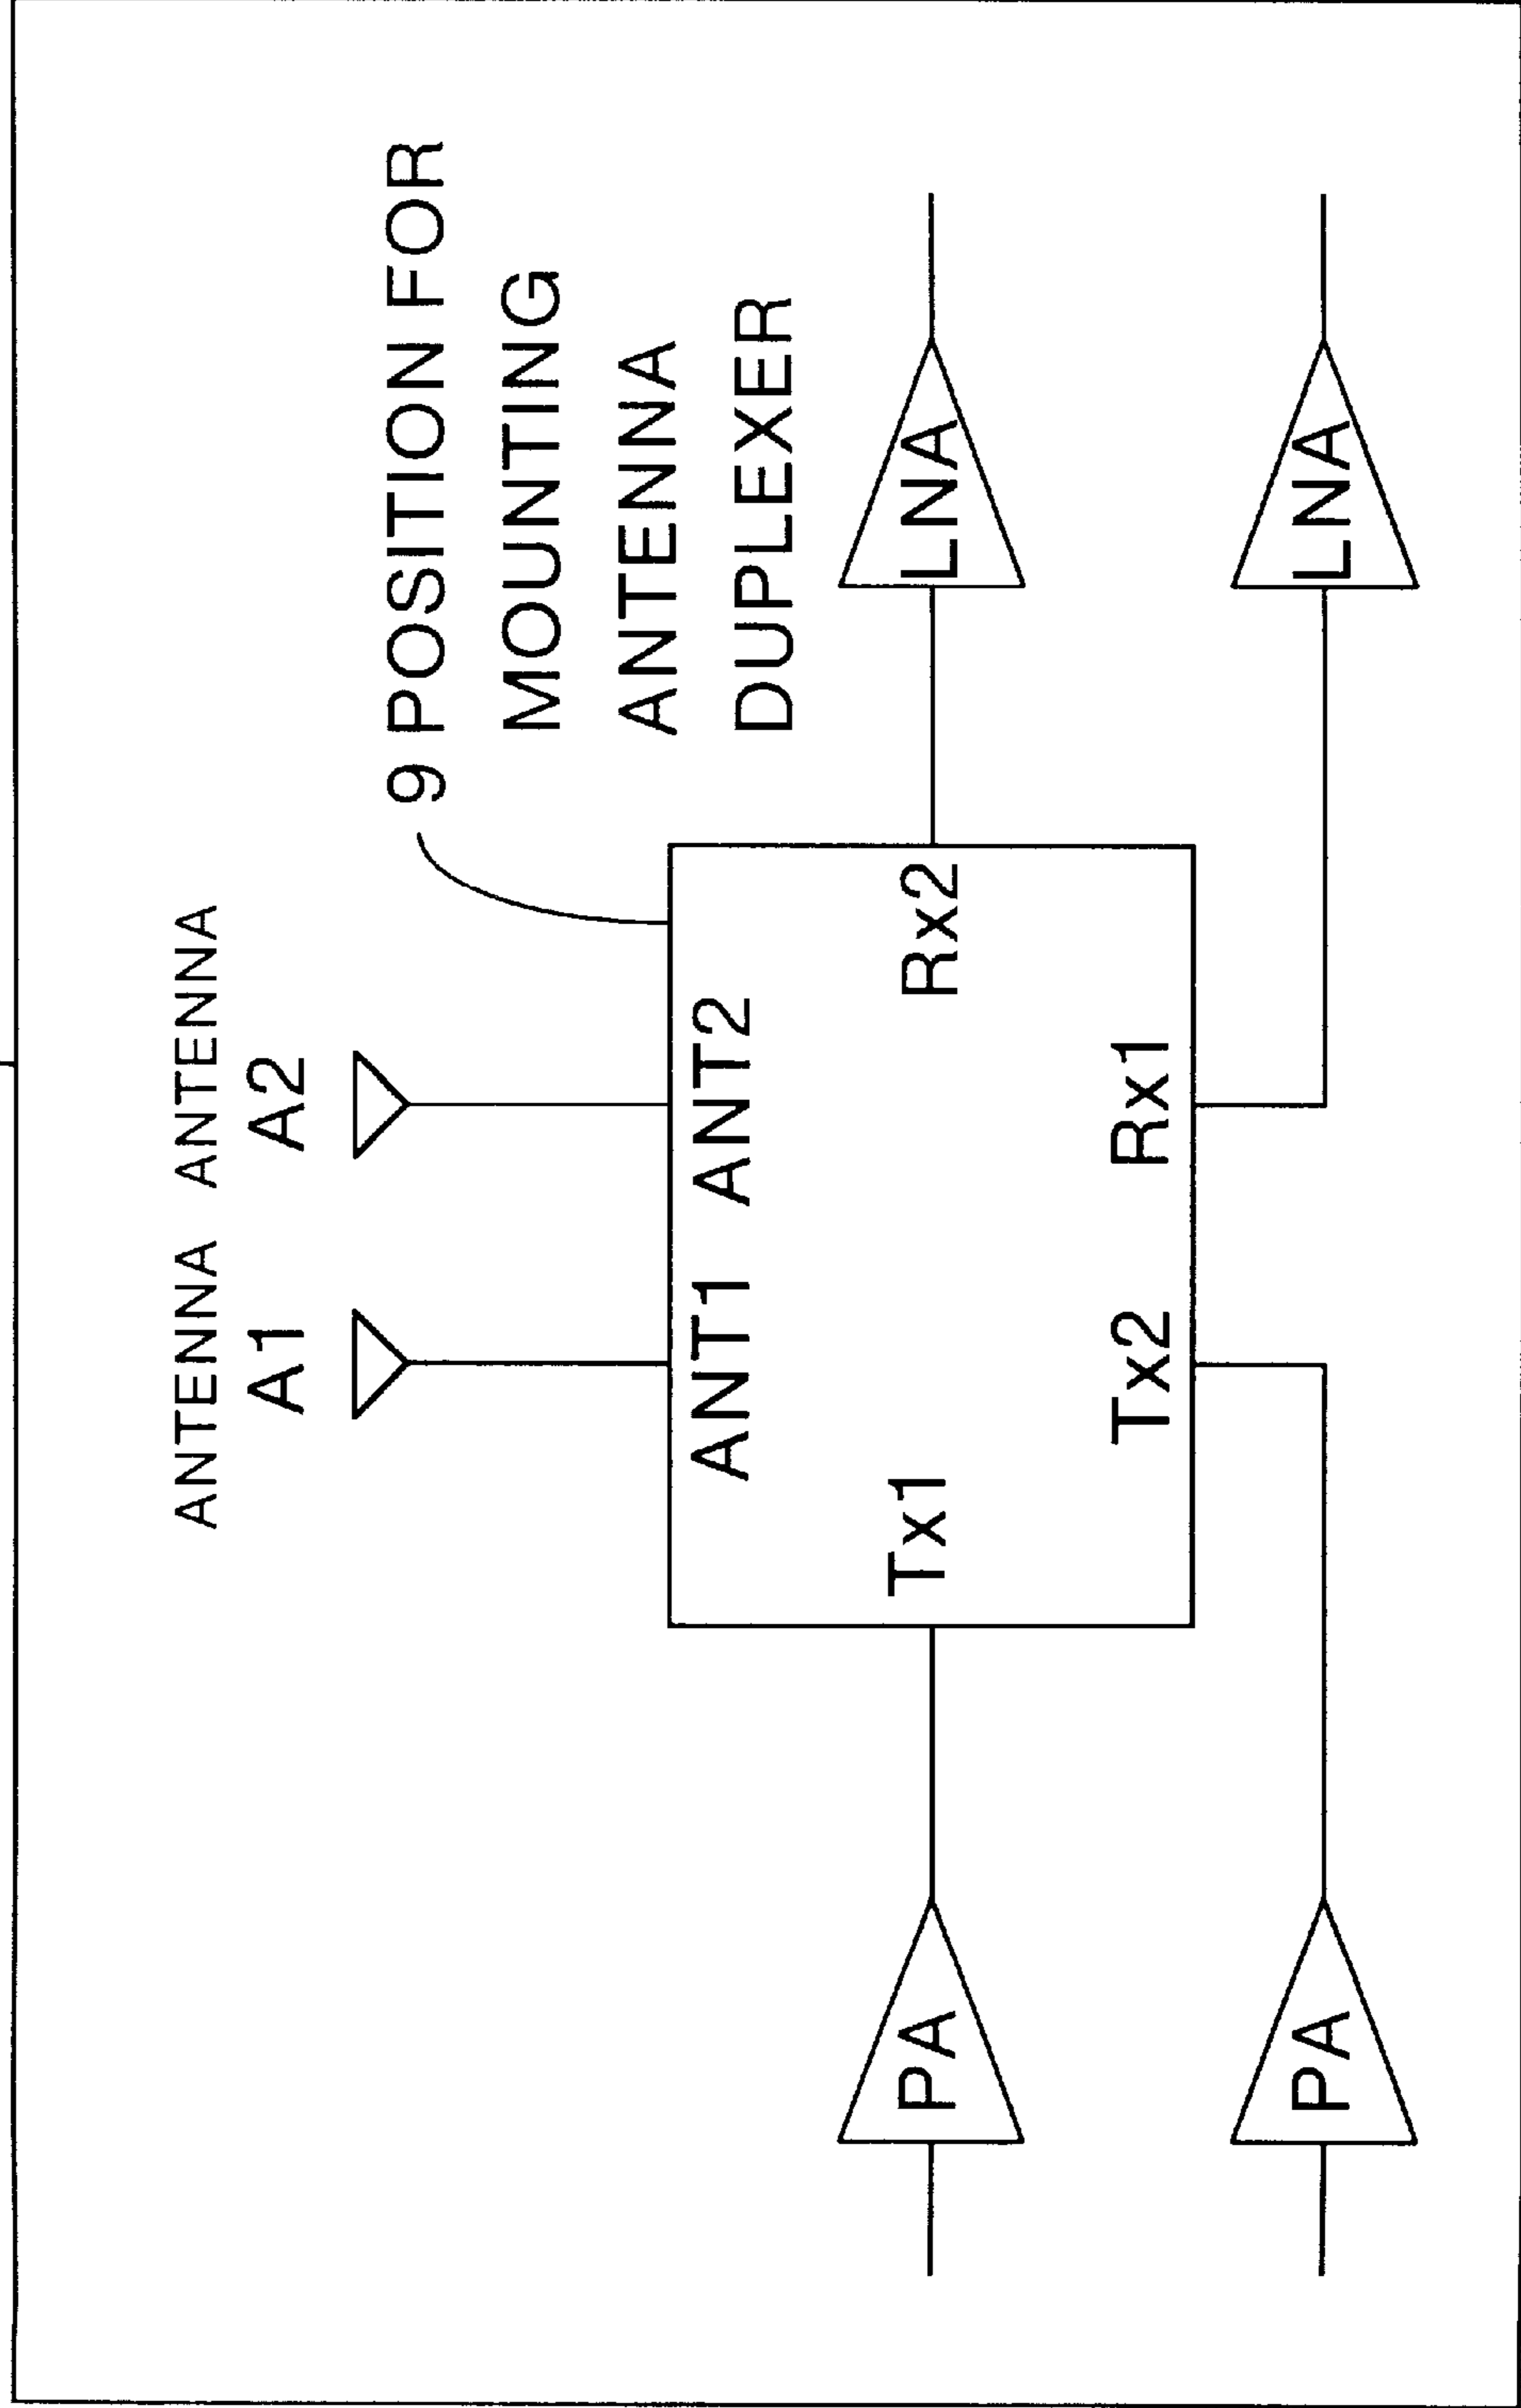 ANTENNA ANTENNA
A1 A2
9 POSITION FOR
MOUNTING
ANTENNA
DUPLEXER
ANT1 ANT2
Tx1
Rx2
Tx2
Rx1
PA
LNA
PA
LNA